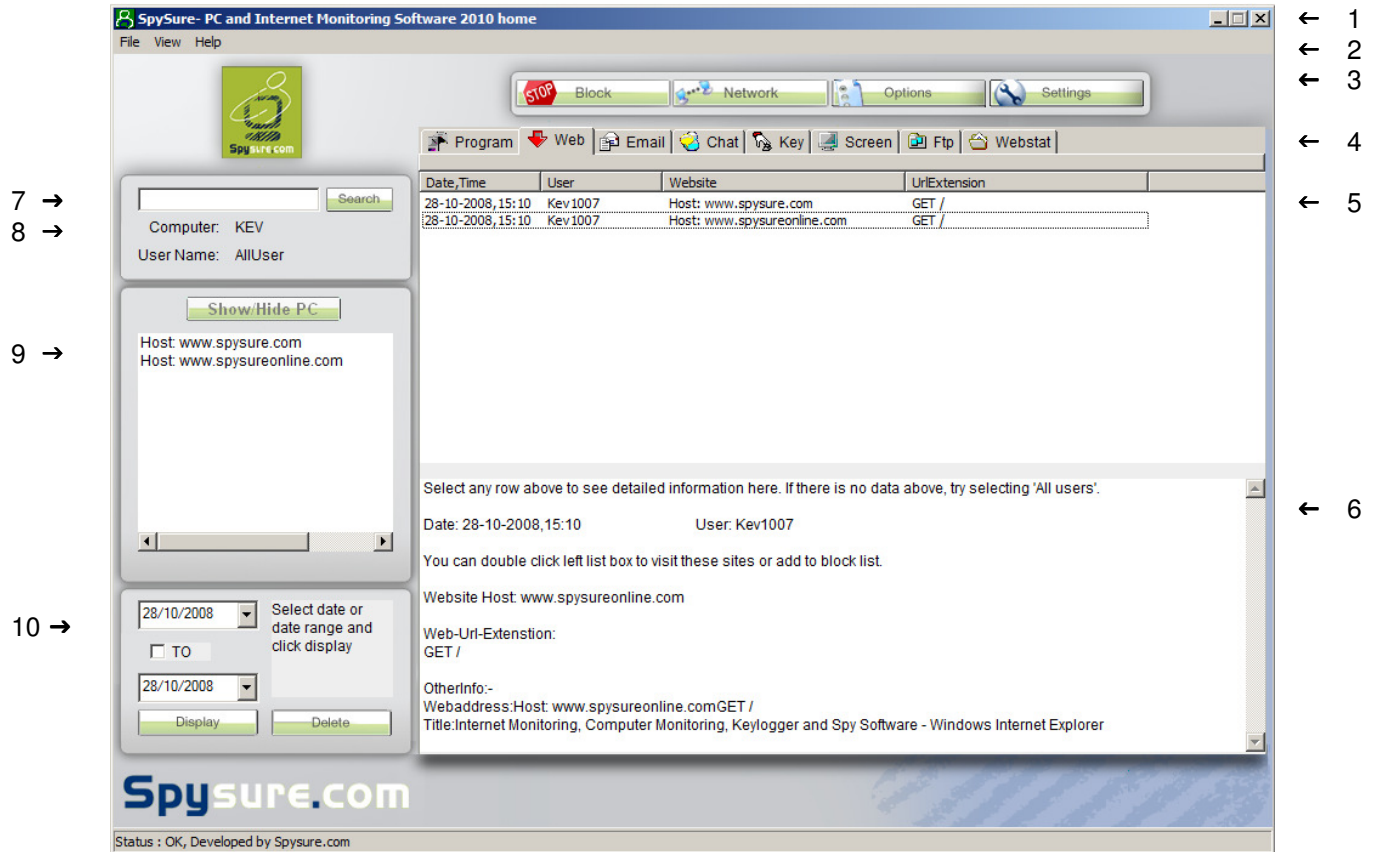 SpySure- PC and Internet Monitoring Software 2010 home
← 1
File View Help
← 2
Block Network Options Settings
← 3
STOP
Spysure.com
Program Web Email Chat Key Screen Ftp Webstat
← 4
Date,Time User Website UrlExtension
28-10-2008,15:10 Kev1007 Host: www.spysure.com GET /
← 5
28-10-2008,15:10 Kev1007 Host: www.spysureonline.com GET /
7 →
Search
8 →
Computer: KEV
User Name: AllUser
Show/Hide PC
9 →
Host: www.spysure.com
Host: www.spysureonline.com
Select any row above to see detailed information here. If there is no data above, try selecting 'All users'.
← 6
Date: 28-10-2008,15:10 User: Kev1007
You can double click left list box to visit these sites or add to block list.
Website Host: www.spysureonline.com
Web-Url-Extenstion:
GET /
OtherInfo:-
Webaddress:Host: www.spysureonline.comGET /
Title:Internet Monitoring, Computer Monitoring, Keylogger and Spy Software - Windows Internet Explorer
10 →
28/10/2008
Select date or
date range and
click display
TO
28/10/2008
Display Delete
Spysure.com
Status : OK, Developed by Spysure.com